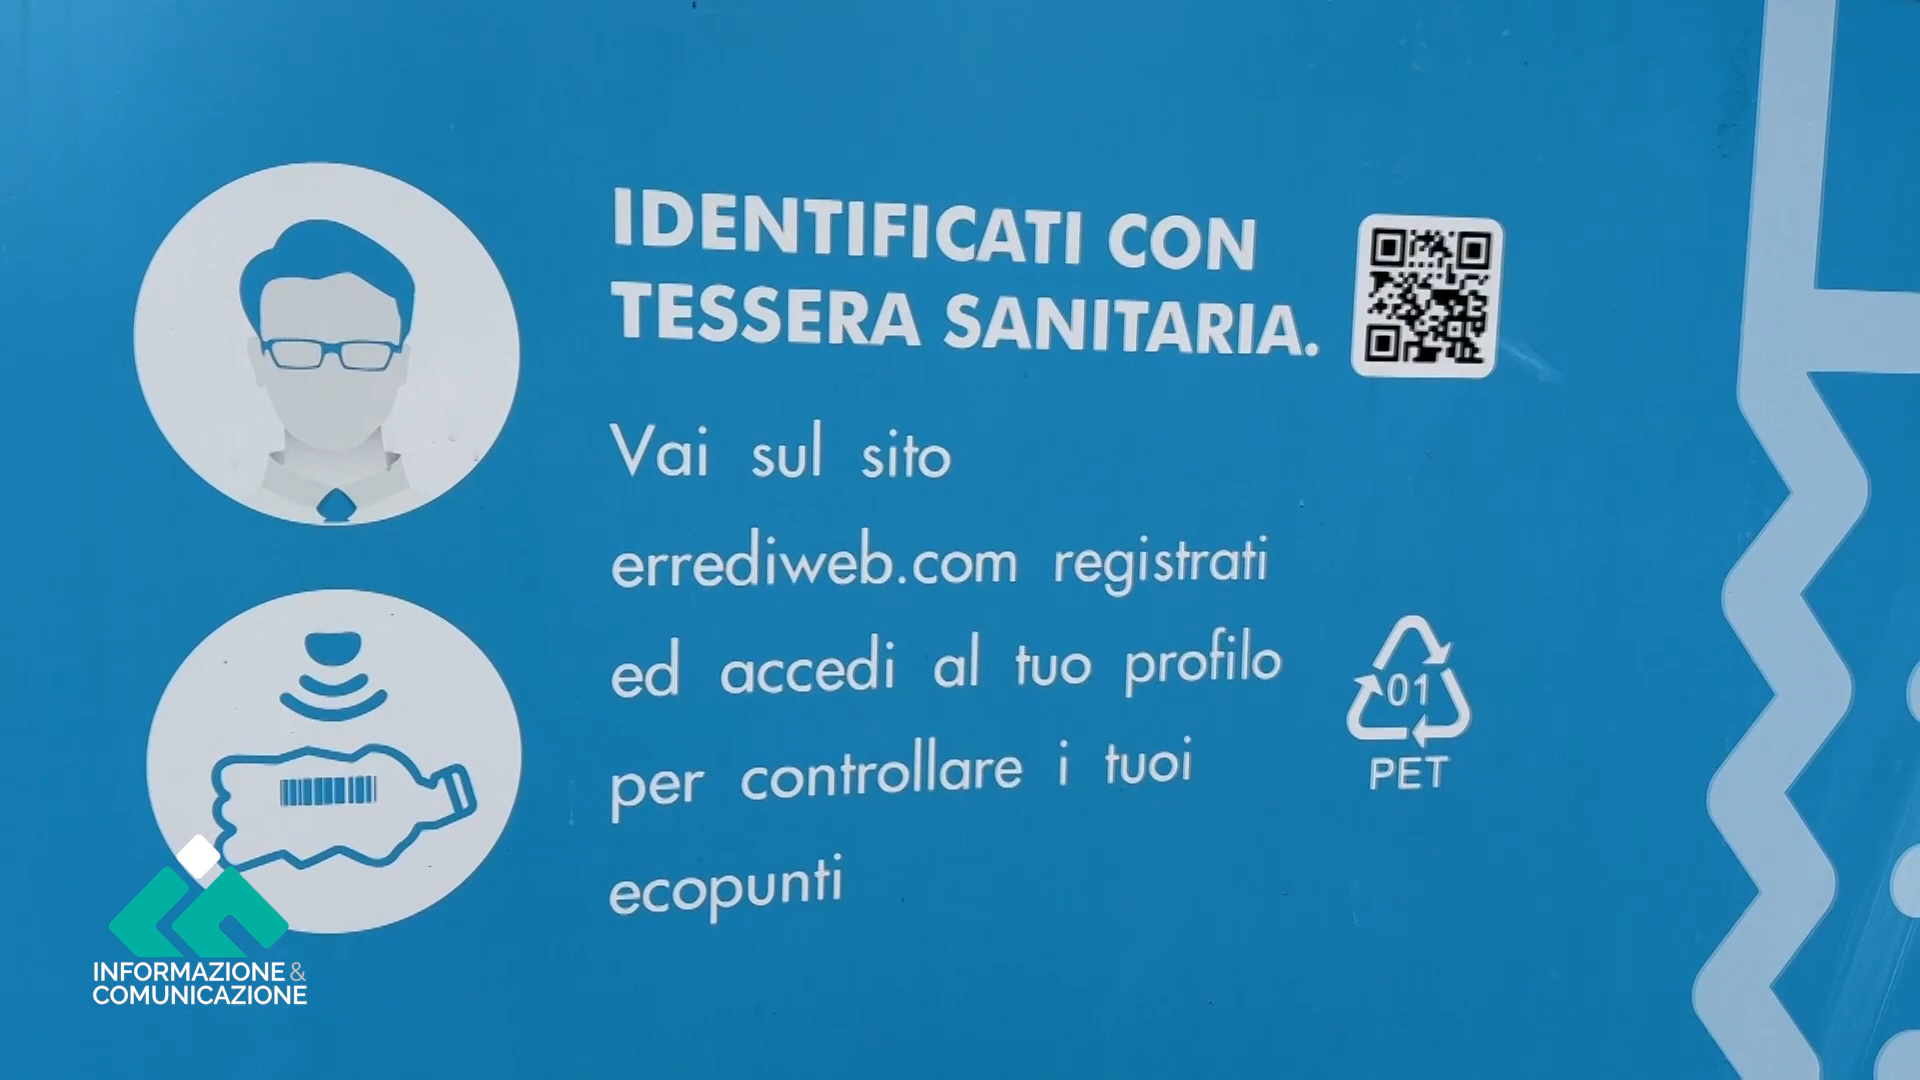 IDENTIFICATI CON
TESSERA SANITARIA.
Vai sul sito
errediweb.com registrati
ed accedi al tuo profilo
per controllare i tuoi
ecopunti
01
PET
INFORMAZIONE&
COMUNICAZIONE